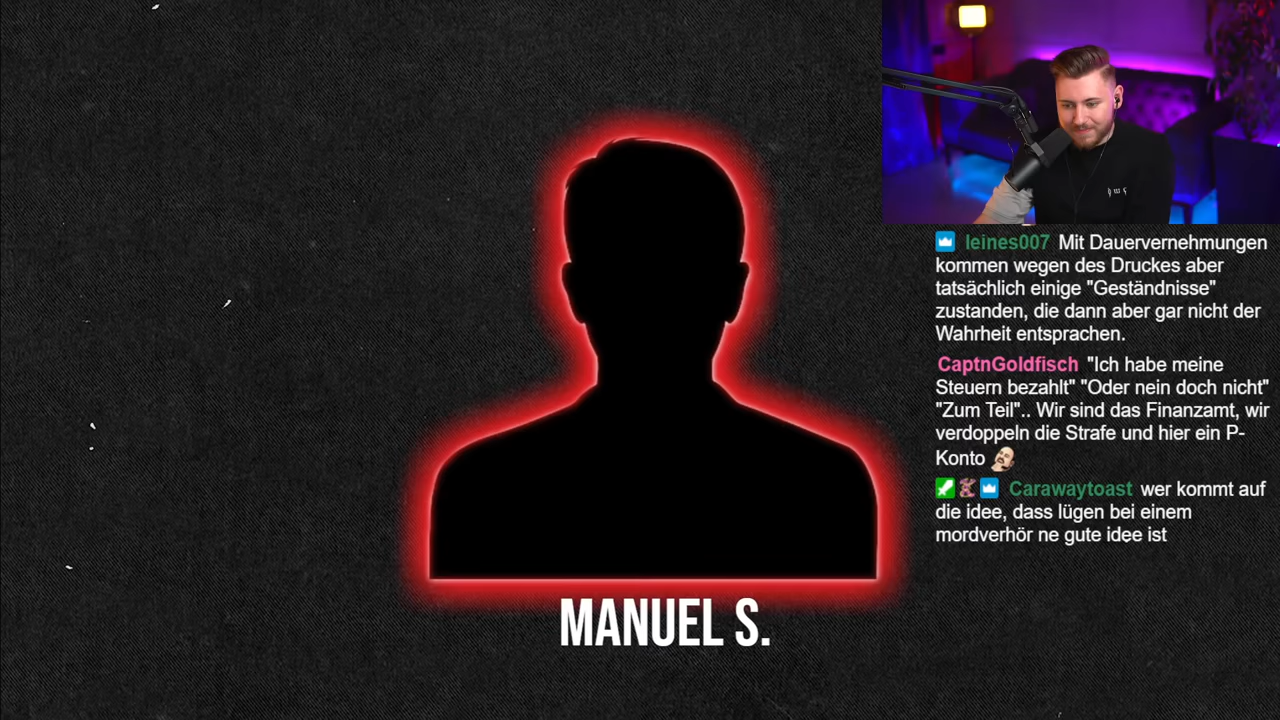 leines007 Mit Dauervernehmungen
kommen wegen des Druckes aber
tatsächlich einige "Geständnisse"
zustanden, die dann aber gar nicht der
Wahrheit entsprachen.
CaptnGoldfisch "Ich habe meine
Steuern bezahlt" "Oder nein doch nicht"
"Zum Teil".. Wir sind das Finanzamt, wir
verdoppeln die Strafe und hier ein P-
Konto
Carawaytoast wer kommt auf
die idee, dass lügen bei einem
mordverhör ne gute idee ist
MANUEL S.